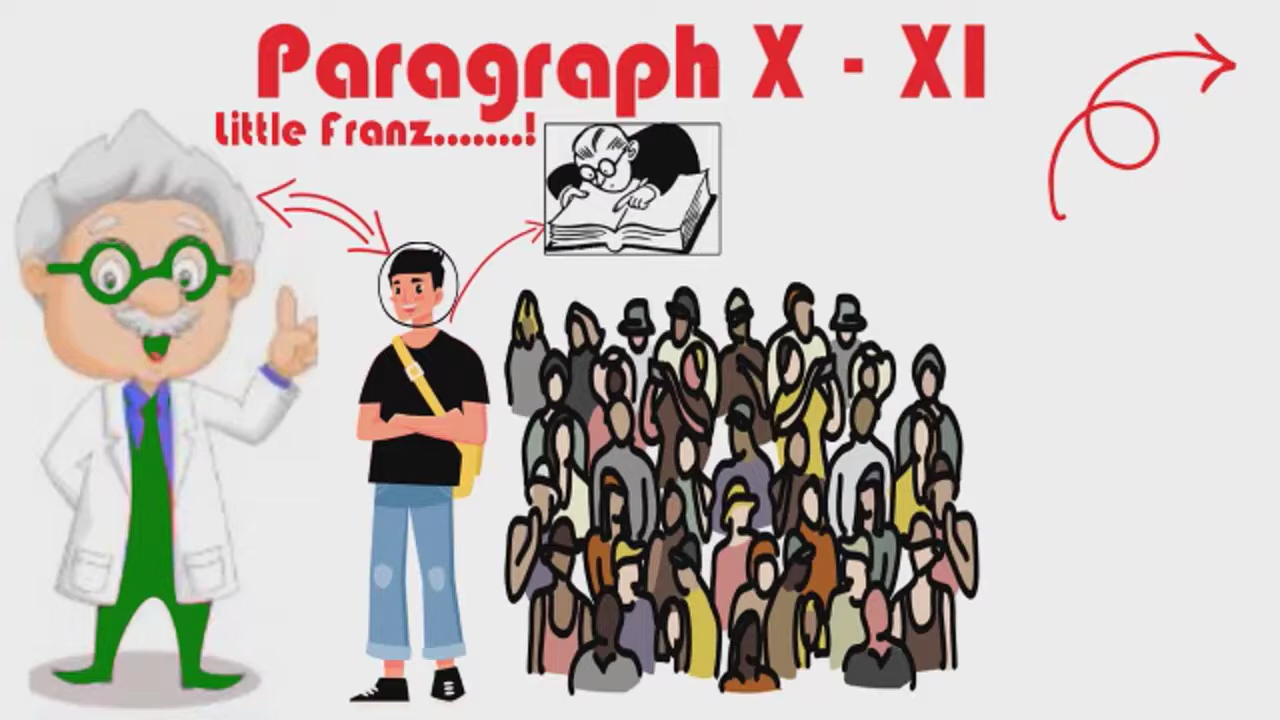 Paragraph X - XI
Little Franz.......!